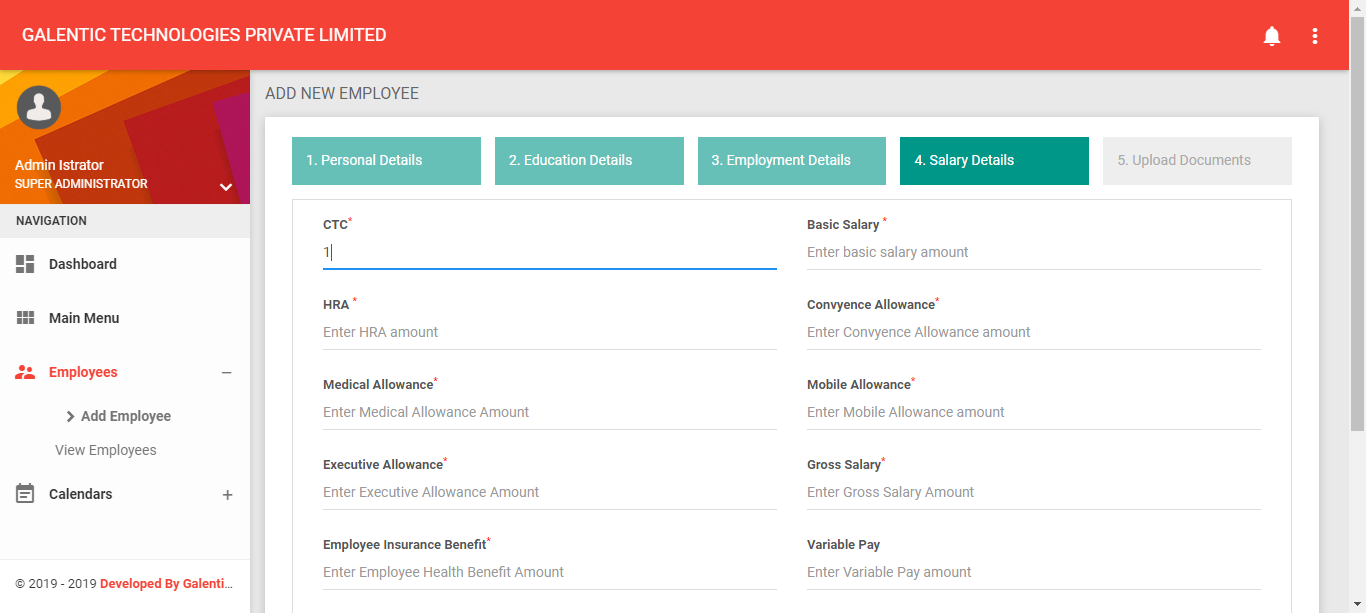 GALENTIC TECHNOLOGIES PRIVATE LIMITED
Admin Istrator
SUPER ADMINISTRATOR
NAVIGATION
Dashboard
Main Menu
Employees
Add Employee
View Employees
Calendars
© 2019 - 2019 Developed By Galenti...
ADD NEW EMPLOYEE
1. Personal Details
2. Education Details
3. Employment Details
4. Salary Details
5. Upload Documents
CTC*
1
Basic Salary *
Enter basic salary amount
HRA *
Enter HRA amount
Convyence Allowance*
Enter Convyence Allowance amount
Medical Allowance*
Enter Medical Allowance Amount
Mobile Allowance*
Enter Mobile Allowance amount
Executive Allowance*
Enter Executive Allowance Amount
Gross Salary*
Enter Gross Salary Amount
Employee Insurance Benefit*
Enter Employee Health Benefit Amount
Variable Pay
Enter Variable Pay amount